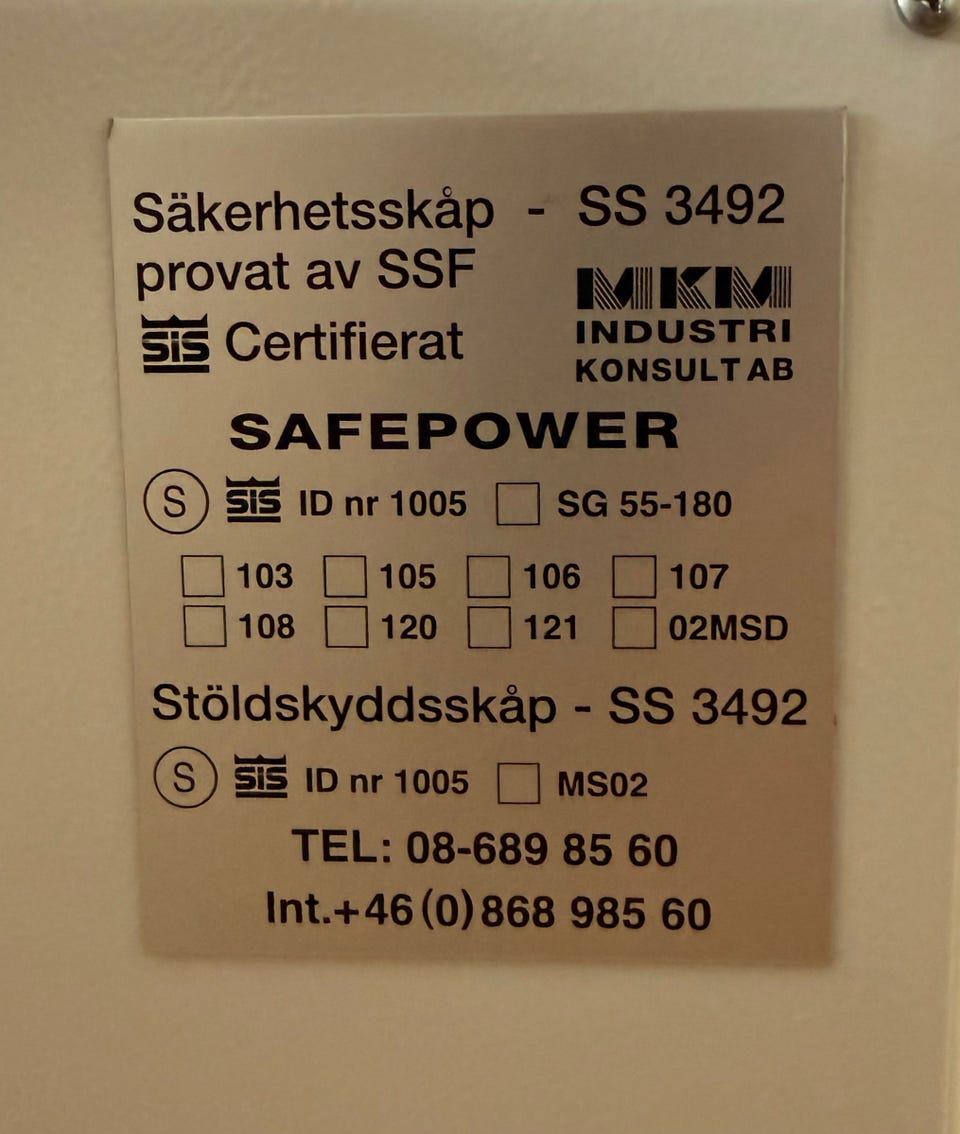 Säkerhetsskåp - SS 3492
provat av SSF
SIS Certifierat
MKM
INDUSTRI
KONSULT AB
SAFEPOWER
S SIS ID nr 1005 SG 55-180
103 105 106 107
108 120 121 02MSD
Stöldskyddsskåp - SS 3492
S SIS ID nr 1005 MS02
TEL: 08-689 85 60
Int.+46(0)868 985 60